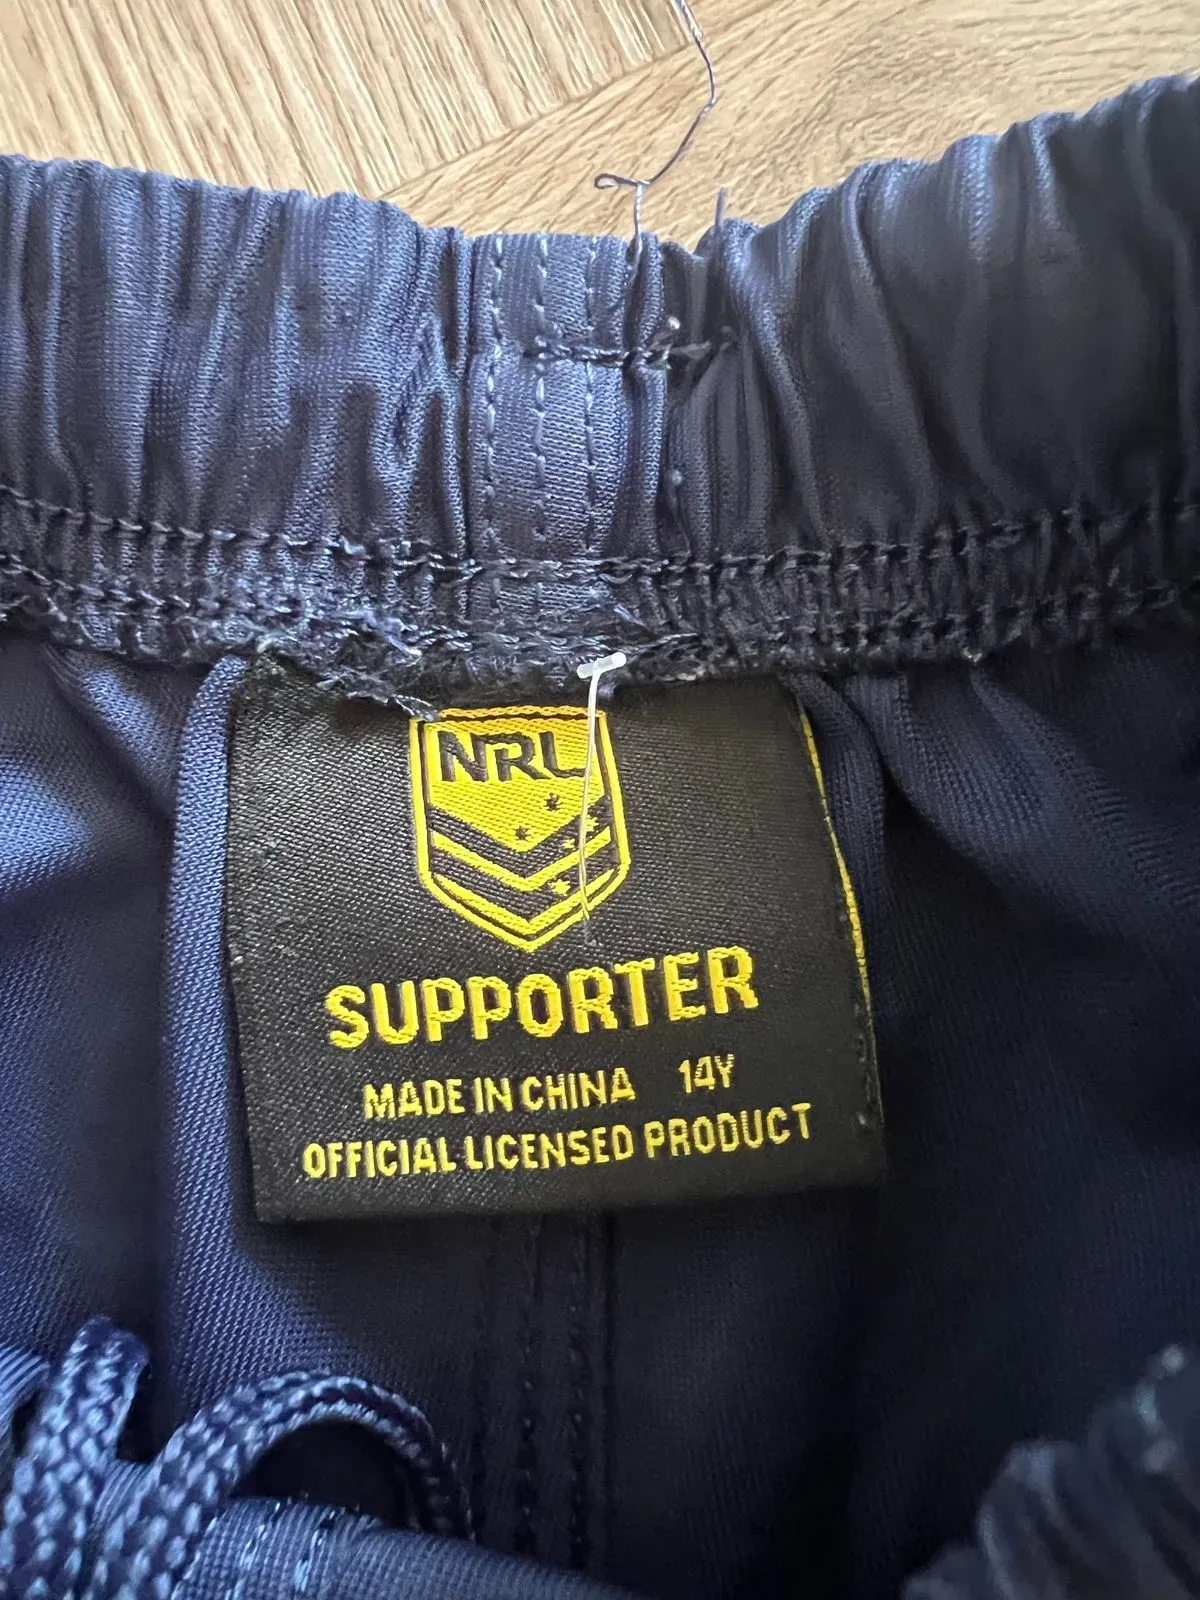 NRL
SUPPORTER
MADE IN CHINA 14Y
OFFICIAL LICENSED PRODUCT